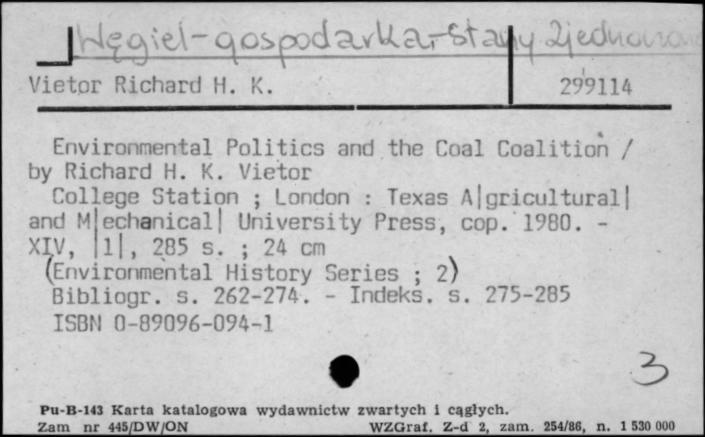 Węgiel-gospodarka-Stany Zjednoczone
Vietor Richard H. K. 299114
Environmental Politics and the Coal Coalition /
by Richard H. K. Vietor
College Station ; London : Texas A|gricultural|
and M|echanical| University Press, cop. 1980. -
XIV, |1|, 285 s. ; 24 cm
(Environmental History Series ; 2)
Bibliogr. s. 262-274. - Indeks. s. 275-285
ISBN 0-89096-094-1
3
Pu-B-143 Karta katalogowa wydawnictw zwartych i ciągłych.
Zam nr 445/DW/ON WZGraf. Z-d 2, zam. 254/86, n. 1 530 000